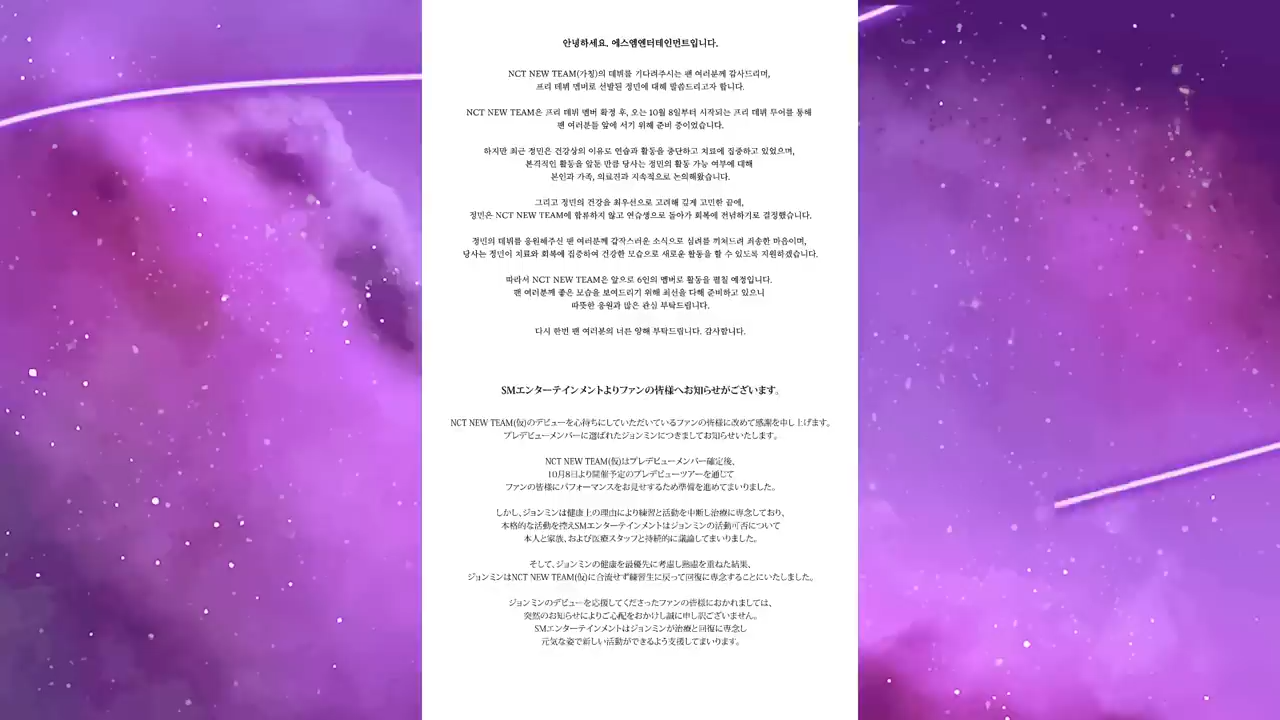 안녕하세요, 에스엠엔터테인먼트입니다.
NCT NEW TEAM(가칭)의 데뷔를 기다려주시는 팬 여러분께 감사드리며,
프리 데뷔 멤버로 선발된 정민에 대해 말씀드리고자 합니다.
NCT NEW TEAM은 프리 데뷔 멤버 확정 후, 오는 10월 8일부터 시작되는 프리 데뷔 투어를 통해
팬 여러분들 앞에 서기 위해 준비 중이었습니다.
하지만 최근 정민은 건강상의 이유로 연습과 활동을 중단하고 치료에 집중하고 있었으며,
본격적인 활동을 앞둔 만큼 당사는 정민의 활동 가능 여부에 대해
본인과 가족, 의료진과 지속적으로 논의해왔습니다.
그리고 정민의 건강을 최우선으로 고려해 깊게 고민한 끝에,
정민은 NCT NEW TEAM에 합류하지 않고 연습생으로 돌아가 회복에 전념하기로 결정했습니다.
정민의 데뷔를 응원해주신 팬 여러분께 갑작스러운 소식으로 심려를 끼쳐드려 죄송한 마음이며,
당사는 정민이 치료와 회복에 집중하여 건강한 모습으로 새로운 활동을 할 수 있도록 지원하겠습니다.
따라서 NCT NEW TEAM은 앞으로 6인의 멤버로 활동을 펼칠 예정입니다.
팬 여러분께 좋은 모습을 보여드리기 위해 최선을 다해 준비하고 있으니
따뜻한 응원과 많은 관심 부탁드립니다.
다시 한번 팬 여러분의 너른 양해 부탁드립니다. 감사합니다.
SMエンターテインメントよりファンの皆様へお知らせがございます。
NCT NEW TEAM(仮)のデビューを心待ちにしていただいているファンの皆様に改めて感謝を申し上げます。
プレデビューメンバーに選ばれたジョンミンにつきましてお知らせいたします。
NCT NEW TEAM(仮)はプレデビューメンバー確定後、
10月8日より開催予定のプレデビューツアーを通じて
ファンの皆様にパフォーマンスをお見せするため準備を進めてまいりました。
しかし、ジョンミンは健康上の理由により練習と活動を中断し治療に専念しており、
本格的な活動を控えSMエンターテインメントはジョンミンの活動可否について
本人と家族、および医療スタッフと持続的に議論してまいりました。
そして、ジョンミンの健康を最優先に考慮し熟慮を重ねた結果、
ジョンミンはNCT NEW TEAM(仮)に合流せず練習生に戻って回復に専念することにいたしました。
ジョンミンのデビューを応援してくださったファンの皆様におかれましては、
突然のお知らせによりご心配をおかけし誠に申し訳ございません。
SMエンターテインメントはジョンミンが治療と回復に専念し
元気な姿で新しい活動ができるよう支援してまいります。